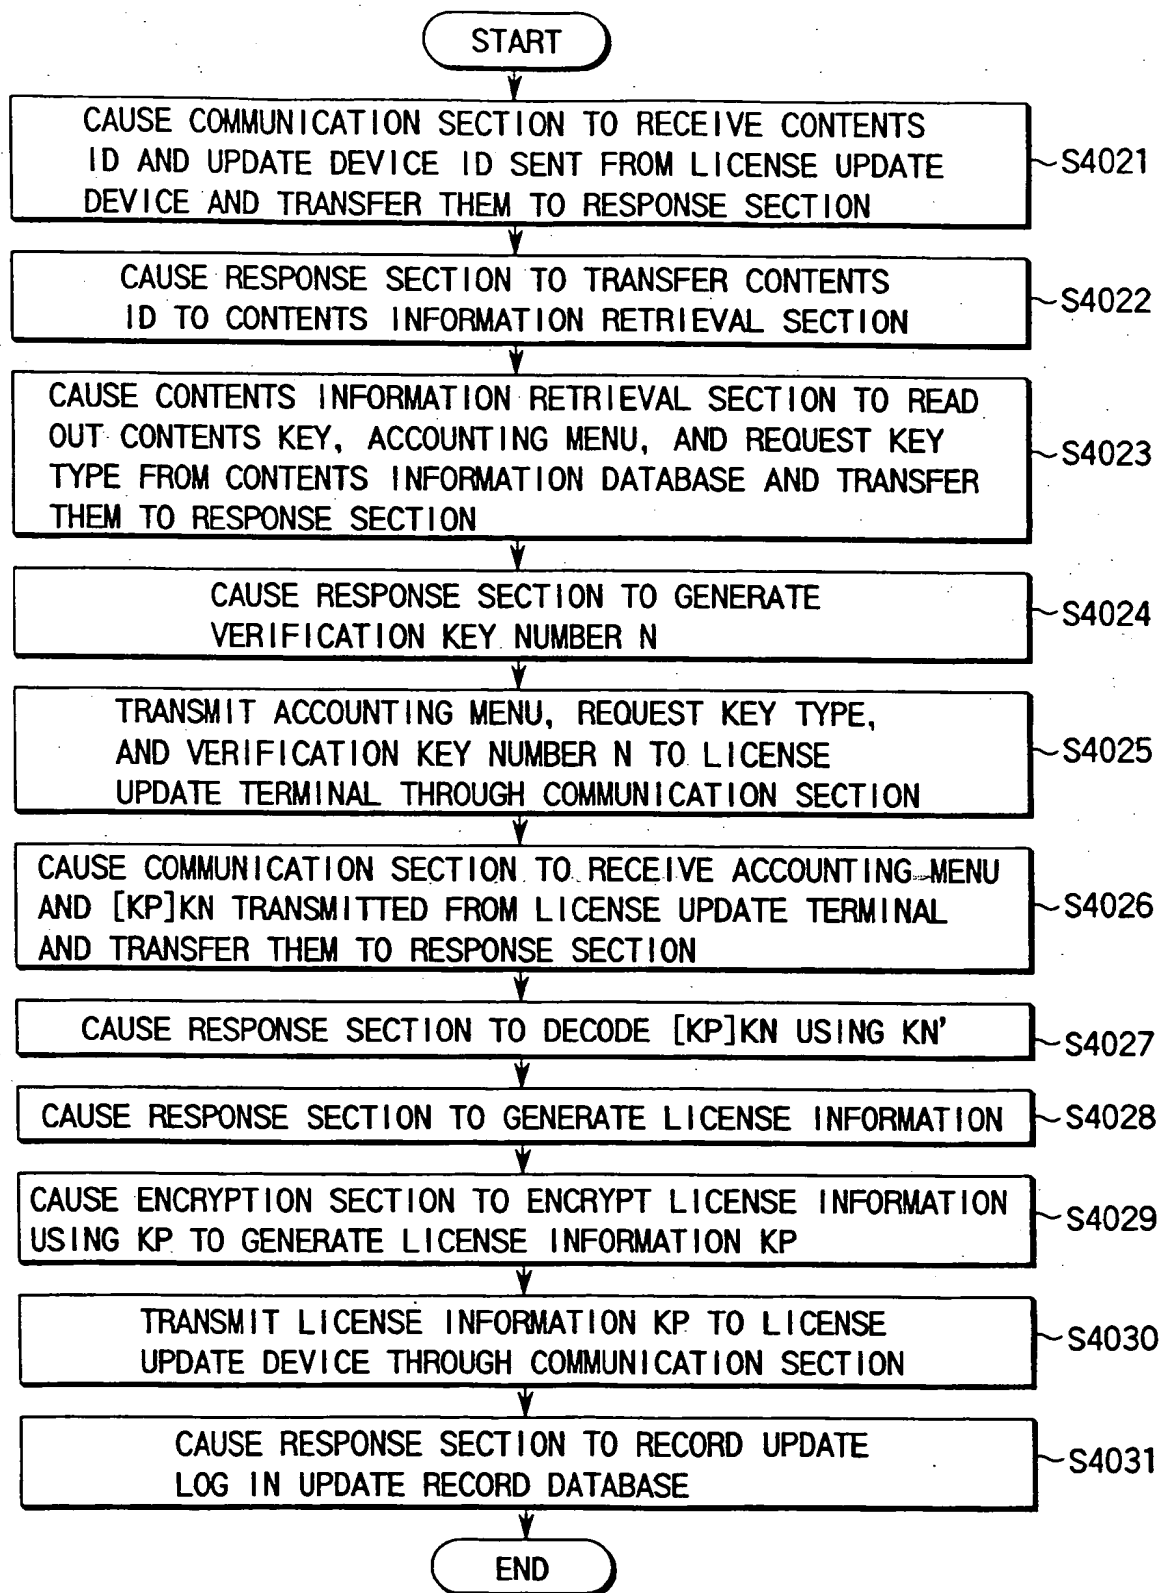 START
CAUSE COMMUNICATION SECTION TO RECEIVE CONTENTS
ID AND UPDATE DEVICE ID SENT FROM LICENSE UPDATE
DEVICE AND TRANSFER THEM TO RESPONSE SECTION
S4021
CAUSE RESPONSE SECTION TO TRANSFER CONTENTS
ID TO CONTENTS INFORMATION RETRIEVAL SECTION
S4022
CAUSE CONTENTS INFORMATION RETRIEVAL SECTION TO READ
OUT CONTENTS KEY, ACCOUNTING MENU, AND REQUEST KEY
TYPE FROM CONTENTS INFORMATION DATABASE AND TRANSFER
THEM TO RESPONSE SECTION
S4023
CAUSE RESPONSE SECTION TO GENERATE
VERIFICATION KEY NUMBER N
S4024
TRANSMIT ACCOUNTING MENU, REQUEST KEY TYPE,
AND VERIFICATION KEY NUMBER N TO LICENSE
UPDATE TERMINAL THROUGH COMMUNICATION SECTION
S4025
CAUSE COMMUNICATION SECTION TO RECEIVE ACCOUNTING MENU
AND [KP]KN TRANSMITTED FROM LICENSE UPDATE TERMINAL
AND TRANSFER THEM TO RESPONSE SECTION
S4026
CAUSE RESPONSE SECTION TO DECODE [KP]KN USING KN'
S4027
CAUSE RESPONSE SECTION TO GENERATE LICENSE INFORMATION
S4028
CAUSE ENCRYPTION SECTION TO ENCRYPT LICENSE INFORMATION
USING KP TO GENERATE LICENSE INFORMATION KP
S4029
TRANSMIT LICENSE INFORMATION KP TO LICENSE
UPDATE DEVICE THROUGH COMMUNICATION SECTION
S4030
CAUSE RESPONSE SECTION TO RECORD UPDATE
LOG IN UPDATE RECORD DATABASE
S4031
END